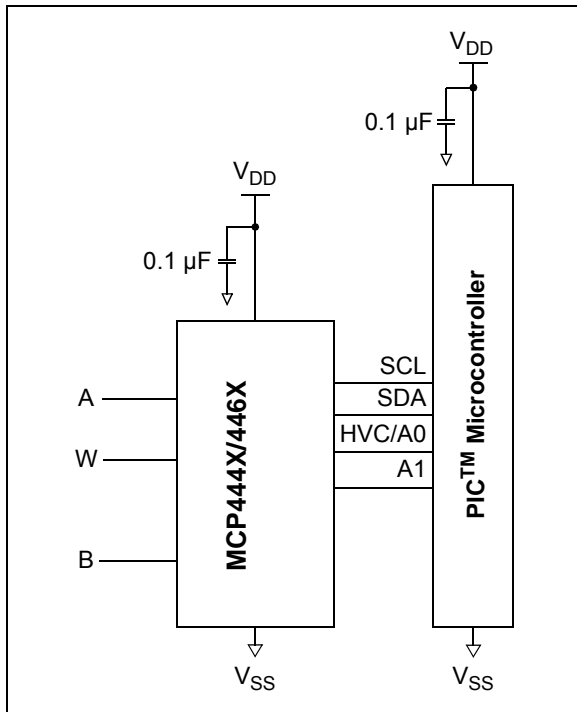 VDD
0.1 µF
VDD
0.1 µF
MCP444X/446X
PIC™ Microcontroller
SCL
SDA
HVC/A0
A1
A
W
B
VSS
VSS